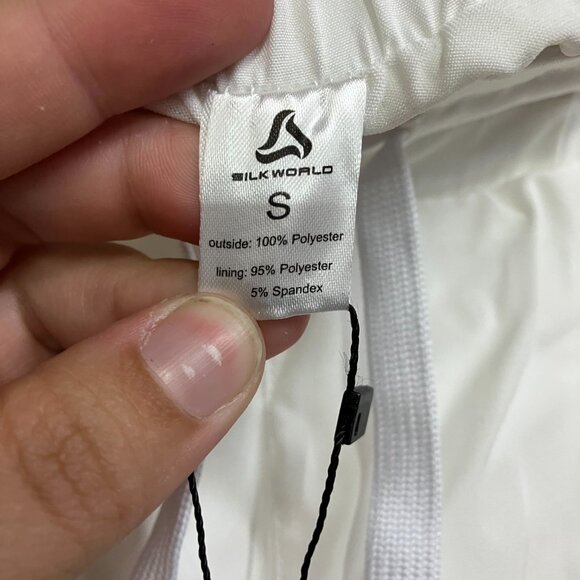 SILKWORLD
S
outside: 100% Polyester
lining: 95% Polyester
5% Spandex